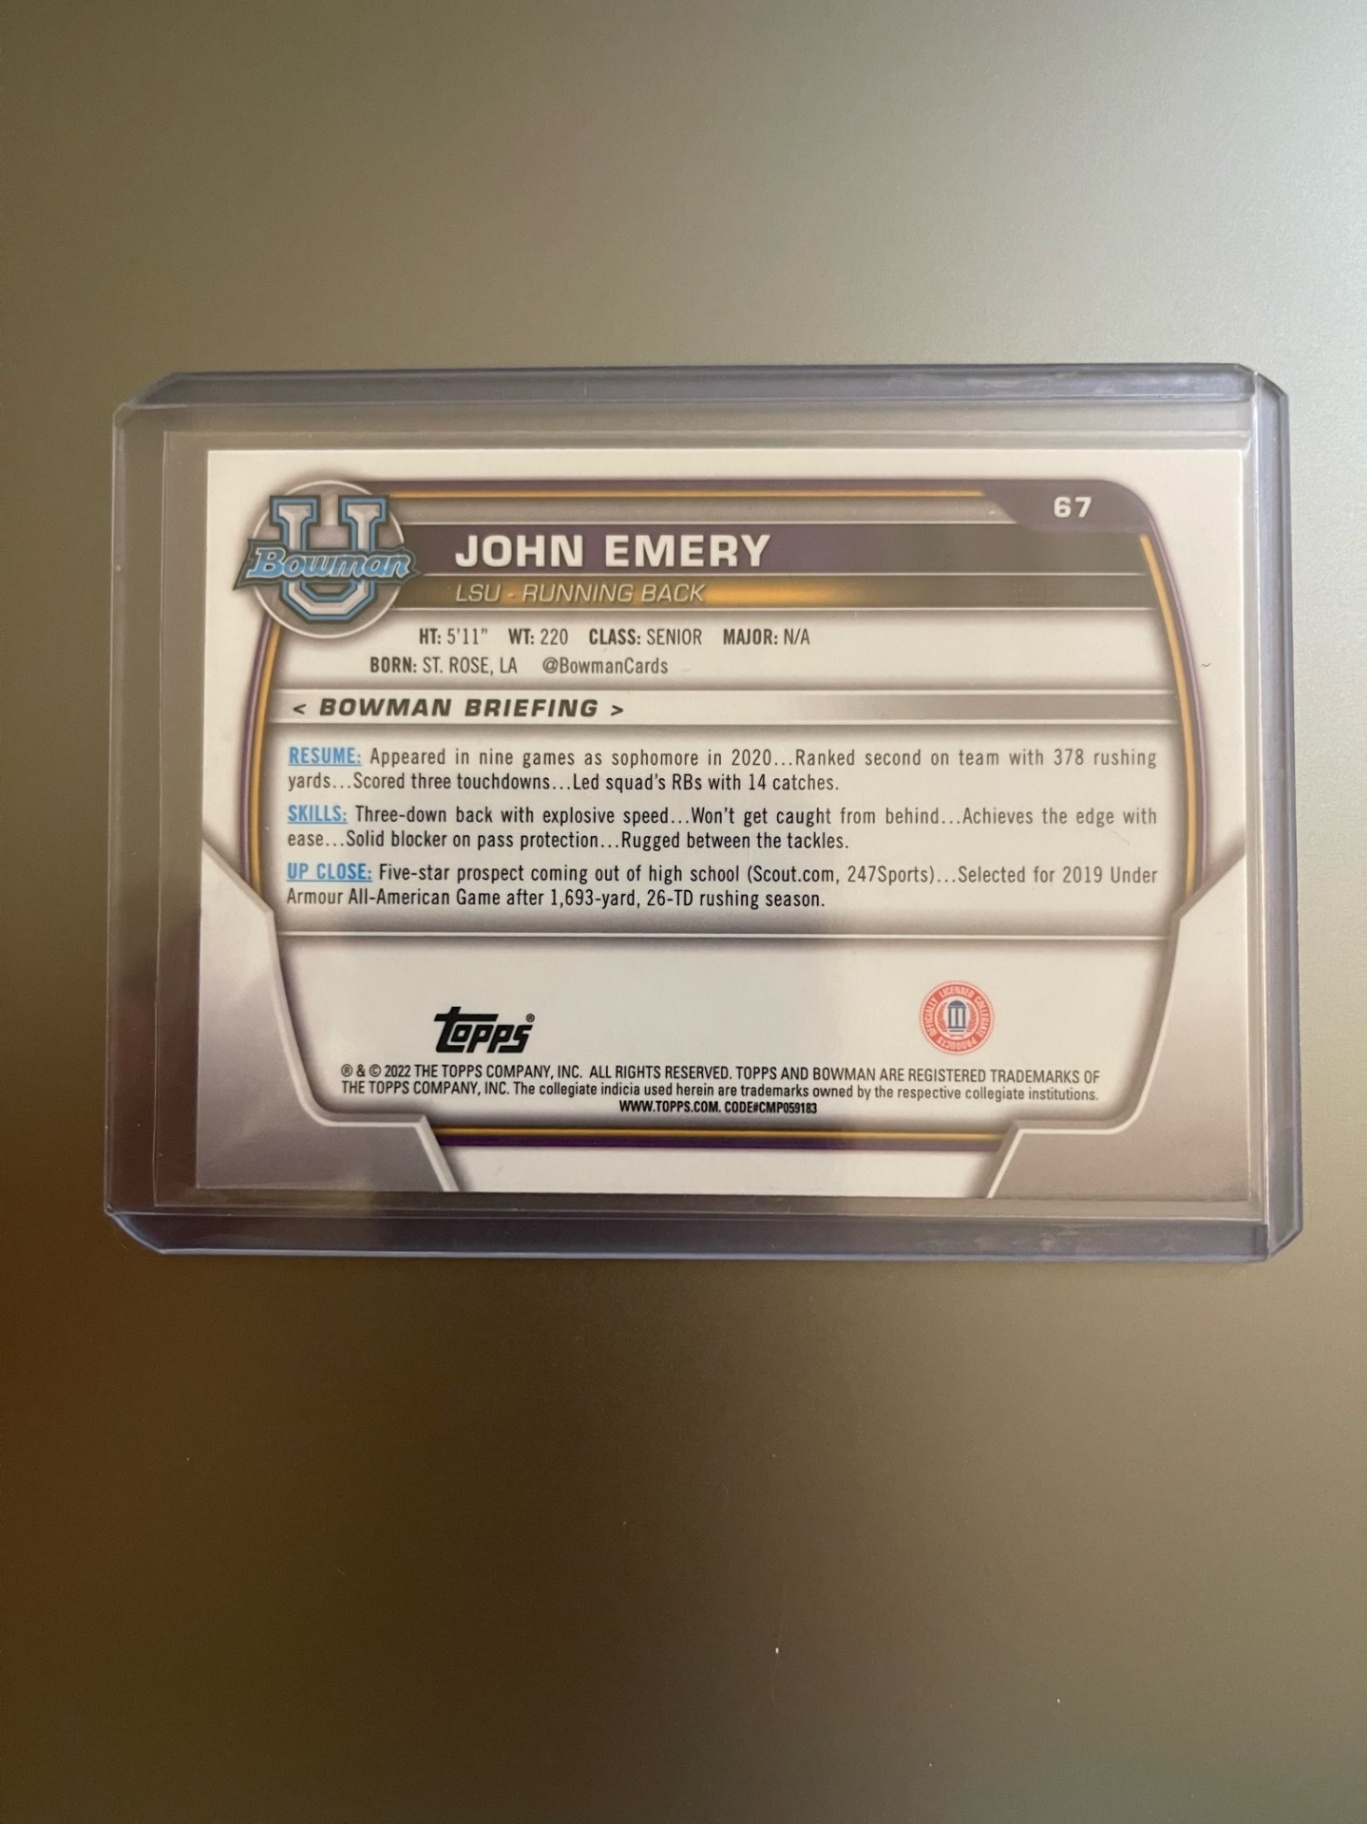 67
U
Bowman
JOHN EMERY
LSU - RUNNING BACK
HT: 5'11" WT: 220 CLASS: SENIOR MAJOR: N/A
BORN: ST. ROSE, LA @BowmanCards
< BOWMAN BRIEFING >
RESUME: Appeared in nine games as sophomore in 2020...Ranked second on team with 378 rushing
yards...Scored three touchdowns...Led squad's RBs with 14 catches.
SKILLS: Three-down back with explosive speed...Won't get caught from behind...Achieves the edge with
ease...Solid blocker on pass protection...Rugged between the tackles.
UP CLOSE: Five-star prospect coming out of high school (Scout.com, 247Sports)...Selected for 2019 Under
Armour All-American Game after 1,693-yard, 26-TD rushing season.
Topps®
OFFICIALLY LICENSED COLLEGIATE PRODUCTS
® & © 2022 THE TOPPS COMPANY, INC. ALL RIGHTS RESERVED. TOPPS AND BOWMAN ARE REGISTERED TRADEMARKS OF
THE TOPPS COMPANY, INC. The collegiate indicia used herein are trademarks owned by the respective collegiate institutions.
WWW.TOPPS.COM. CODE#CMP059183